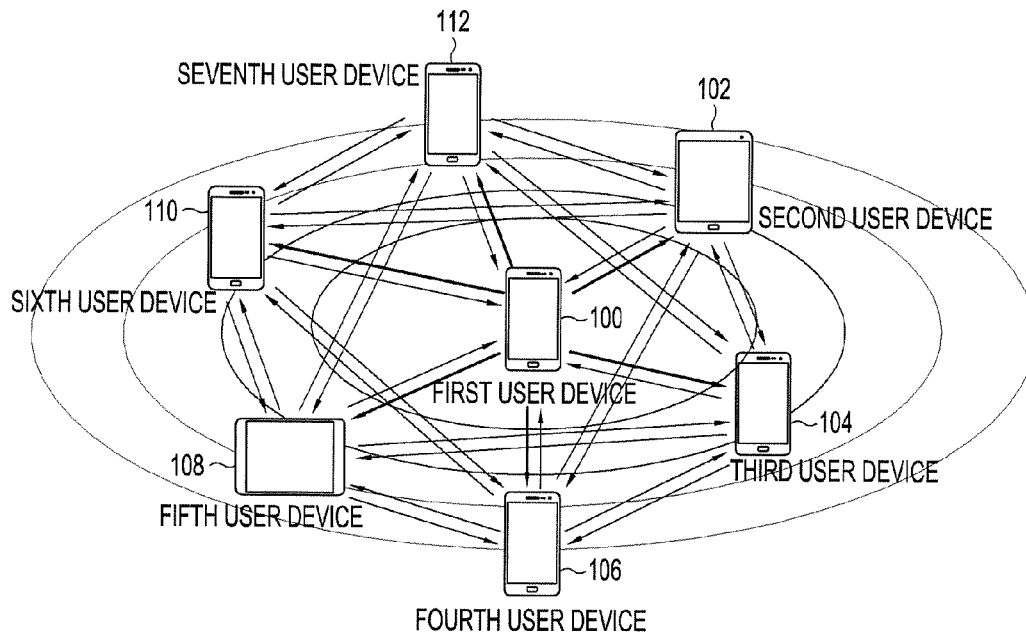 112
SEVENTH USER DEVICE
102
110
SECOND USER DEVICE
SIXTH USER DEVICE
100
FIRST USER DEVICE
104
108
THIRD USER DEVICE
FIFTH USER DEVICE
106
FOURTH USER DEVICE